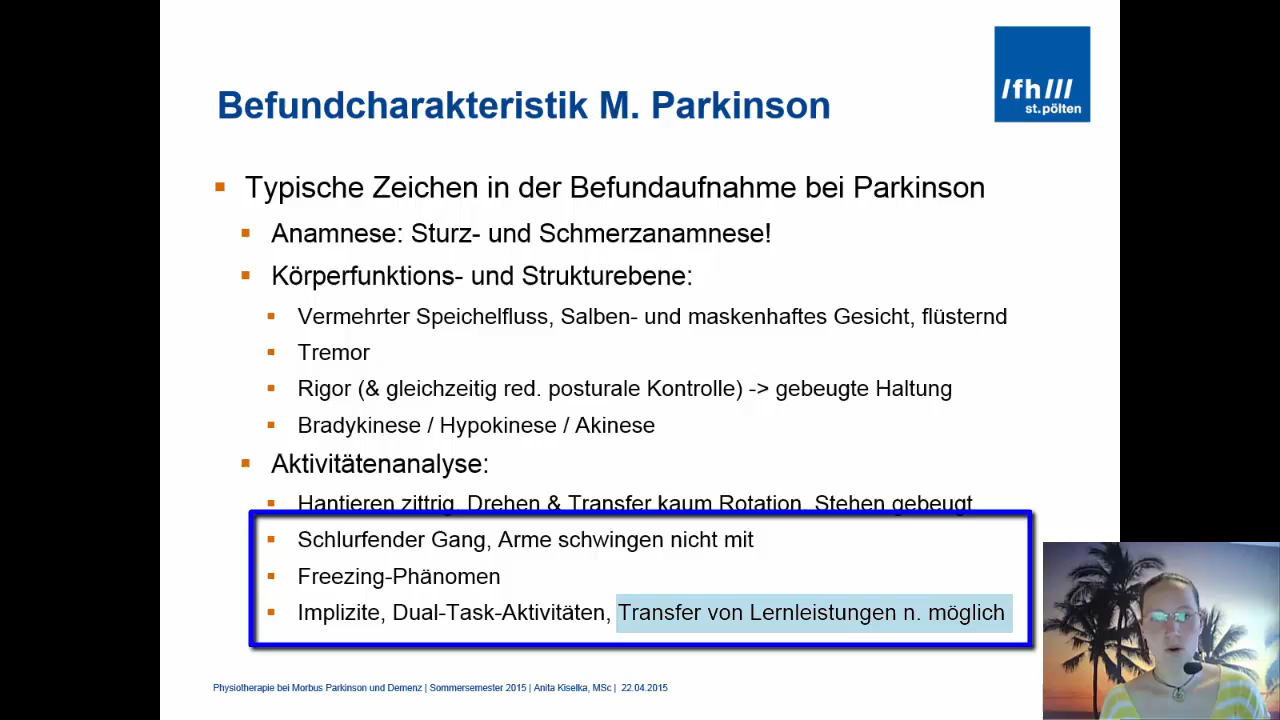 /fh///
st.pölten
Befundcharakteristik M. Parkinson
Typische Zeichen in der Befundaufnahme bei Parkinson
Anamnese: Sturz- und Schmerzanamnese!
Körperfunktions- und Strukturebene:
Vermehrter Speichelfluss, Salben- und maskenhaftes Gesicht, flüsternd
Tremor
Rigor (& gleichzeitig red. posturale Kontrolle) -> gebeugte Haltung
Bradykinese / Hypokinese / Akinese
Aktivitätenanalyse:
Hantieren zittrig, Drehen & Transfer kaum Rotation, Stehen gebeugt
Schlurfender Gang, Arme schwingen nicht mit
Freezing-Phänomen
Implizite, Dual-Task-Aktivitäten, Transfer von Lernleistungen n. möglich
Physiotherapie bei Morbus Parkinson und Demenz | Sommersemester 2015 | Anita Kiselka, MSc | 22.04.2015